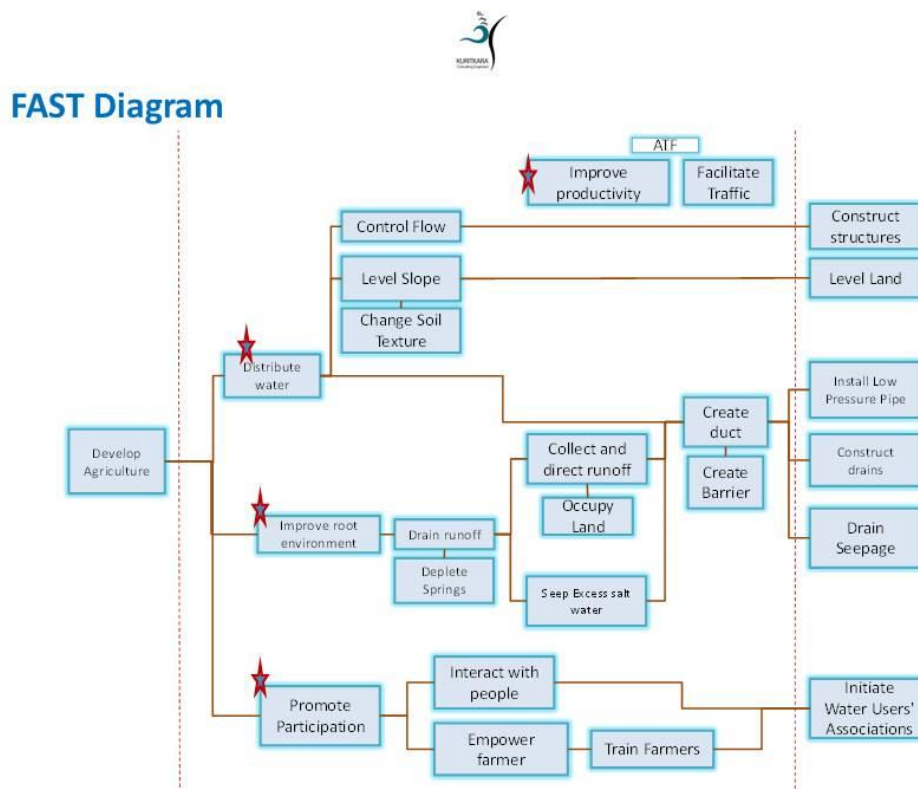 KURITKARA
Consulting Engineers
FAST Diagram
ATF
Improve
productivity
Facilitate
Traffic
Control Flow
Construct
structures
Level Slope
Level Land
Change Soil
Texture
Distribute
water
Install Low
Pressure Pipe
Create
duct
Develop
Agriculture
Collect and
direct runoff
Construct
drains
Create
Barrier
Occupy
Land
Improve root
environment
Drain runoff
Drain
Seepage
Deplete
Springs
Seep Excess salt
water
Interact with
people
Initiate
Water Users'
Associations
Promote
Participation
Empower
farmer
Train Farmers